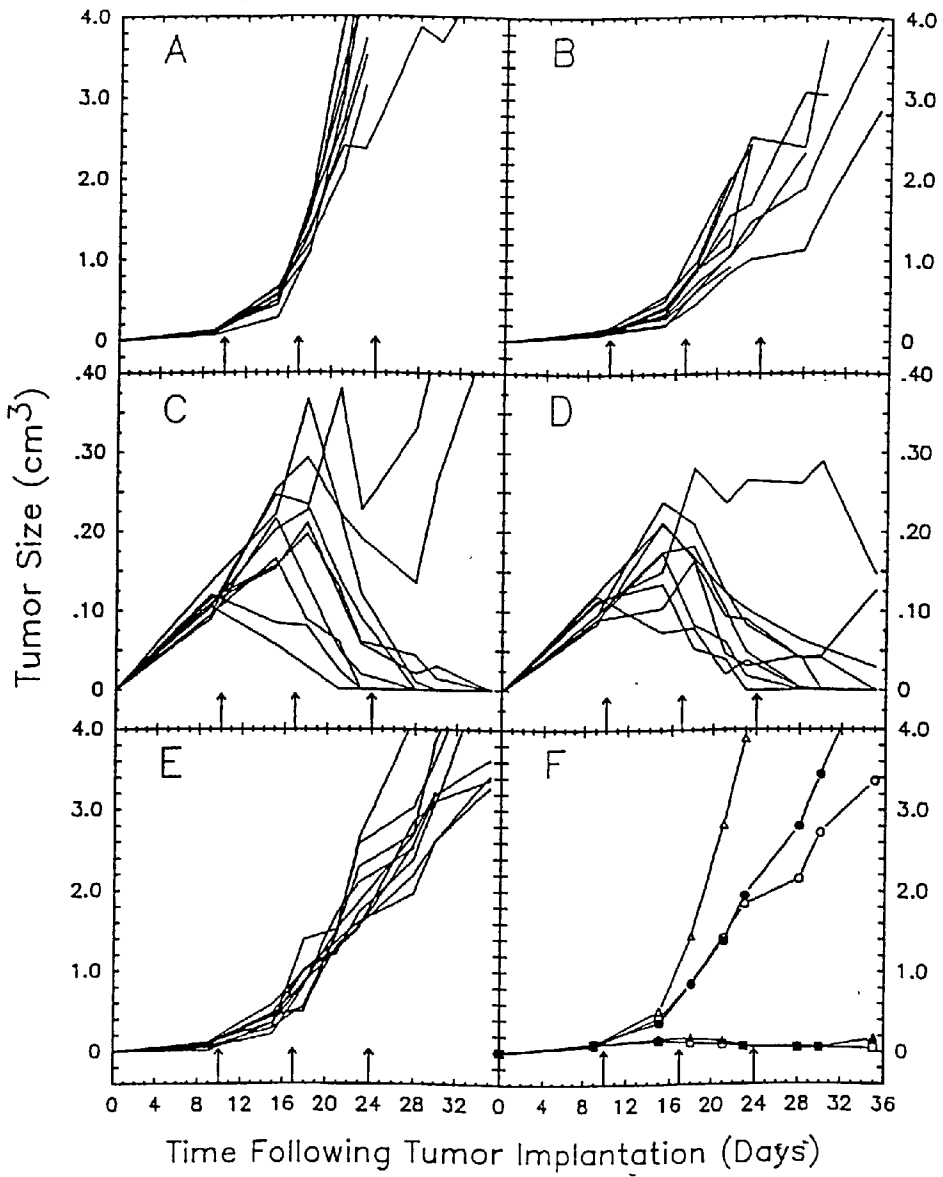 4.0 A B 4.0
3.0 3.0
2.0 2.0
1.0 1.0
0 0
.40 C D .40
.30 .30
.20 .20
.10 .10
0 0
4.0 E F 4.0
3.0 3.0
2.0 2.0
1.0 1.0
0 0
Tumor Size (cm³)
0 4 8 12 16 20 24 28 32 0 4 8 12 16 20 24 28 32 36
Time Following Tumor Implantation (Days)